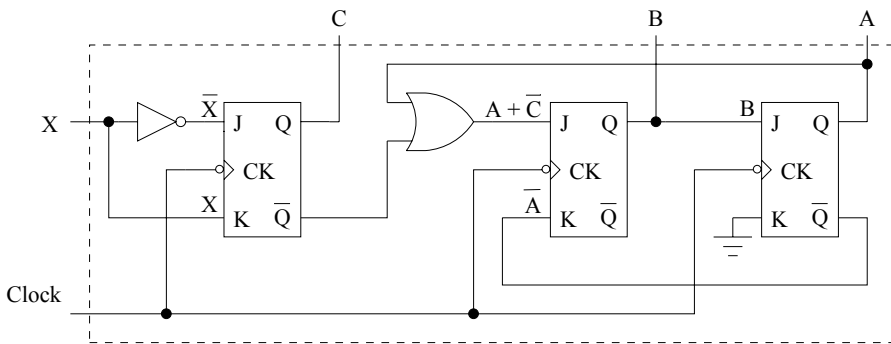 C B A
X̅ A + C̅ B
X J Q J Q J Q
CK CK CK
X K Q̅ A̅ K Q̅ K Q̅
Clock